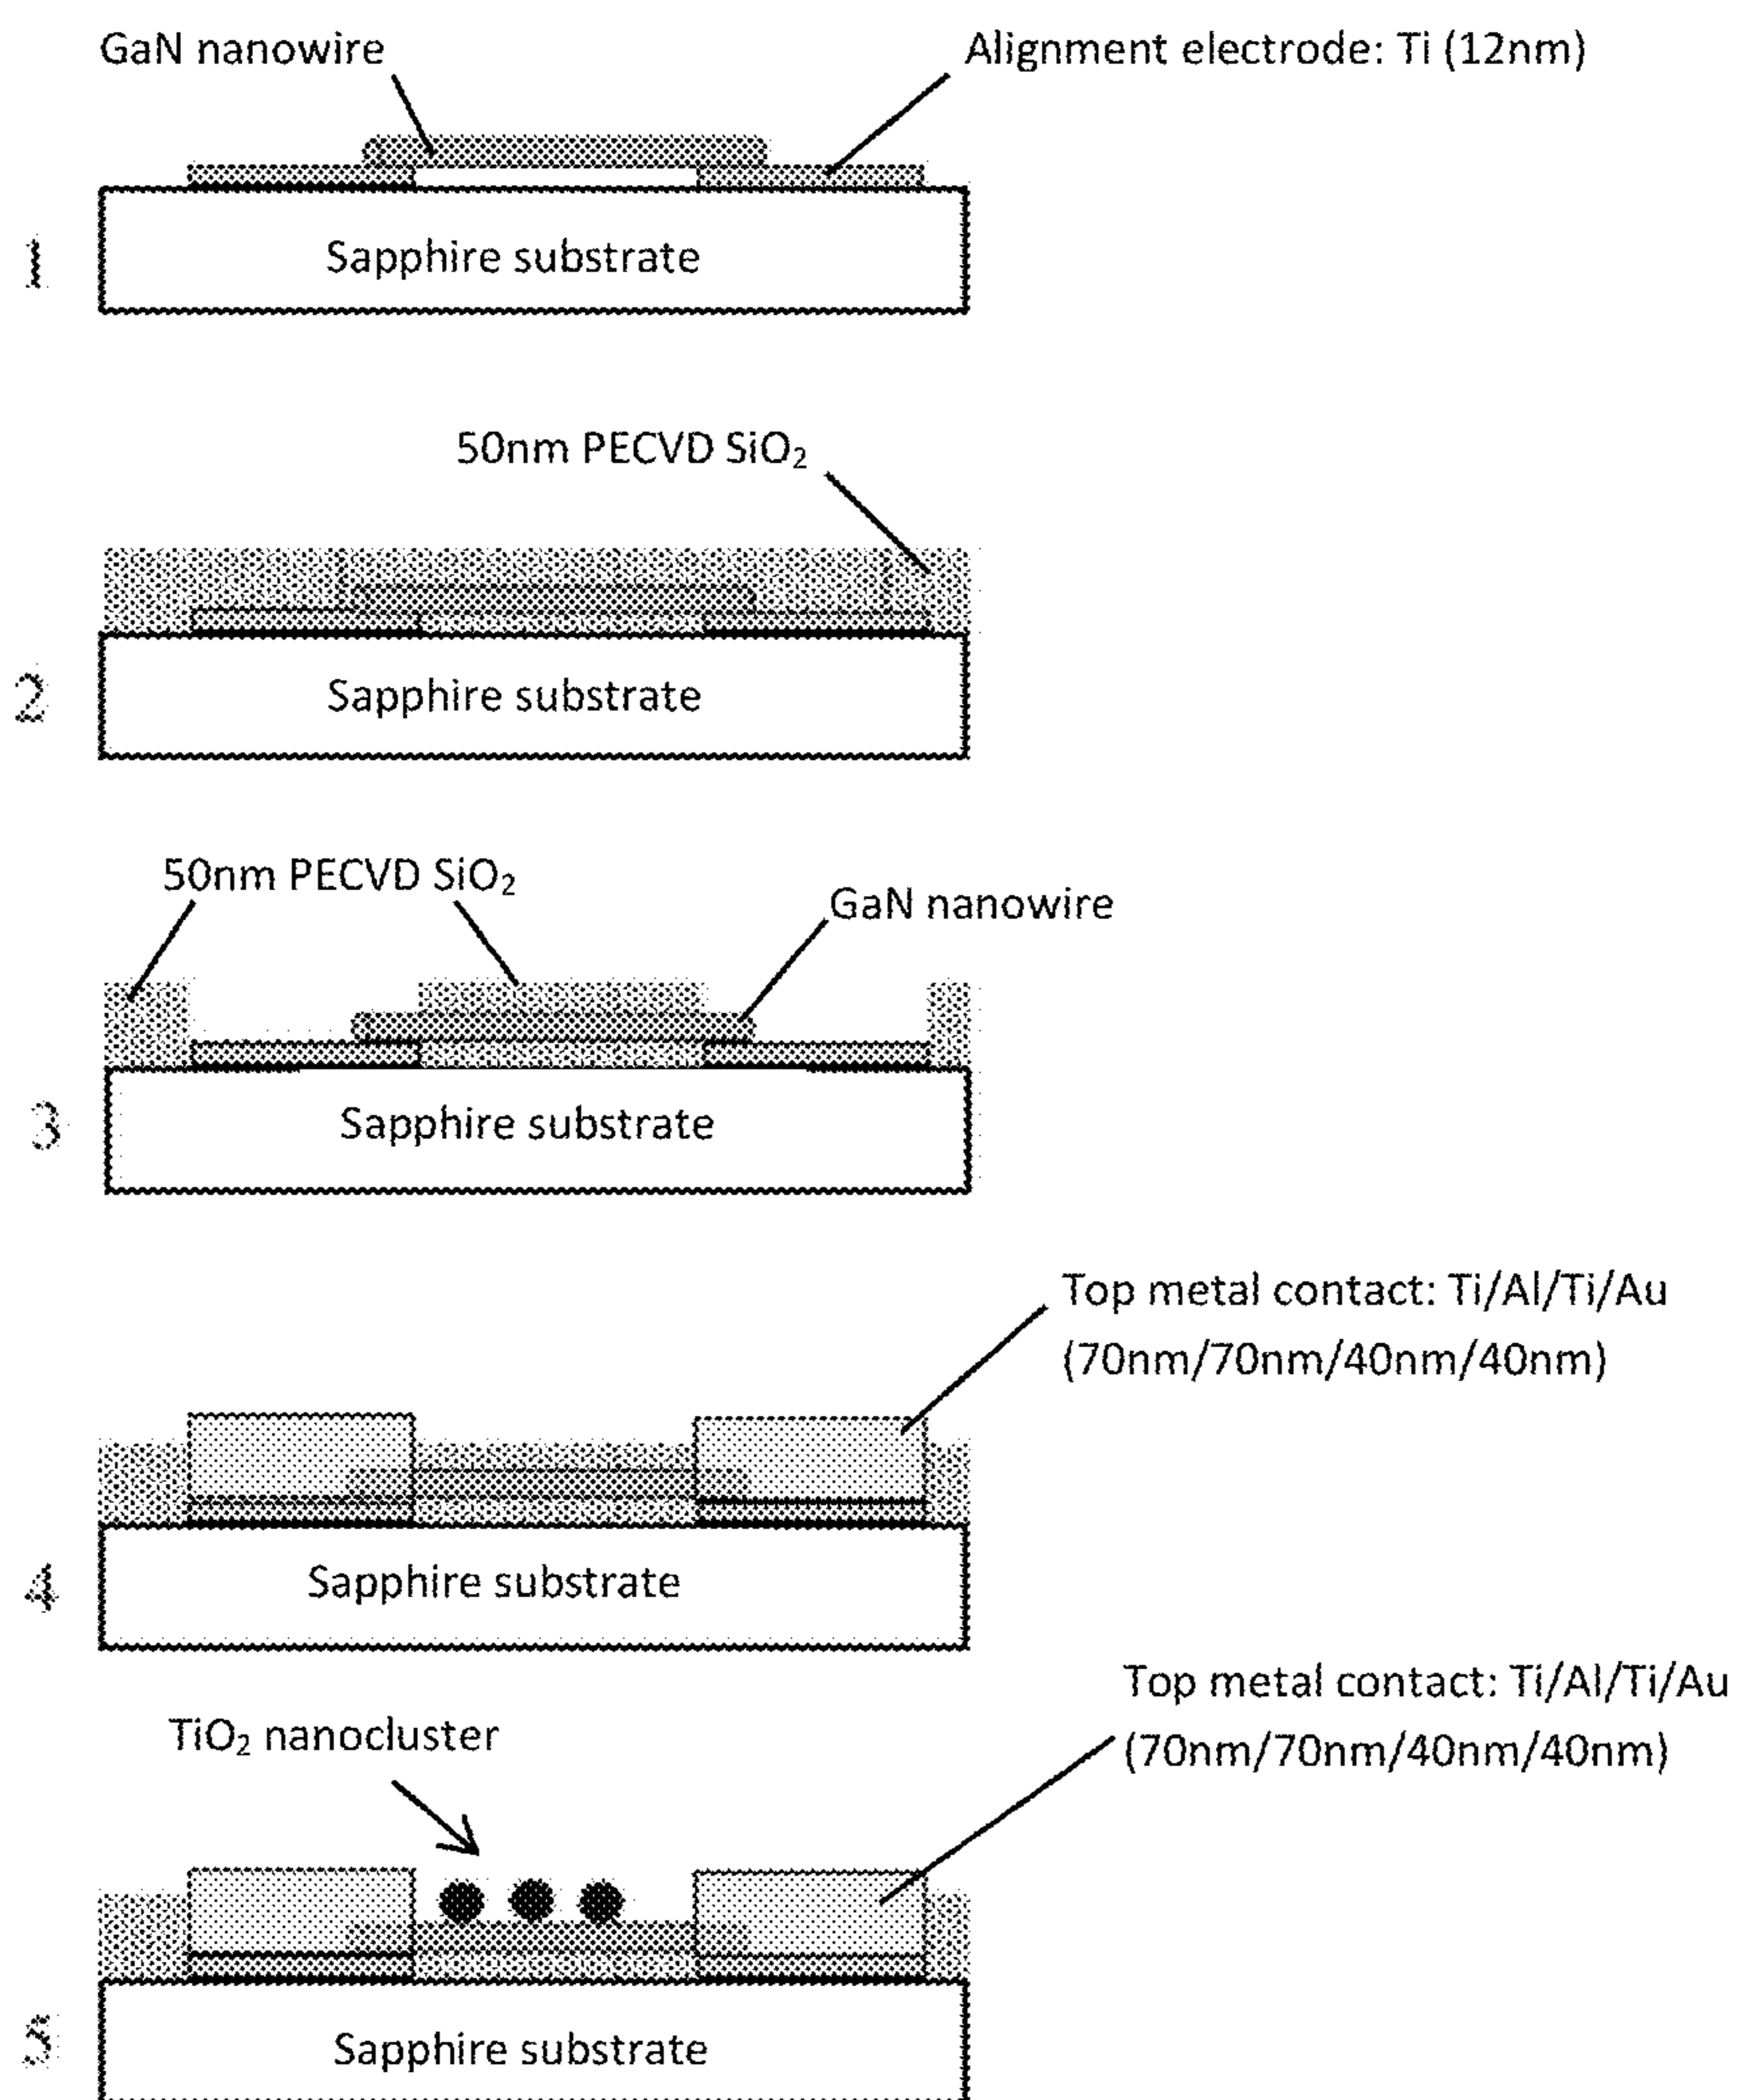 GaN nanowire
Alignment electrode: Ti (12nm)
1
Sapphire substrate
50nm PECVD SiO₂
2
Sapphire substrate
50nm PECVD SiO₂
GaN nanowire
3
Sapphire substrate
Top metal contact: Ti/Al/Ti/Au
(70nm/70nm/40nm/40nm)
4
Sapphire substrate
Top metal contact: Ti/Al/Ti/Au
(70nm/70nm/40nm/40nm)
TiO₂ nanocluster
5
Sapphire substrate